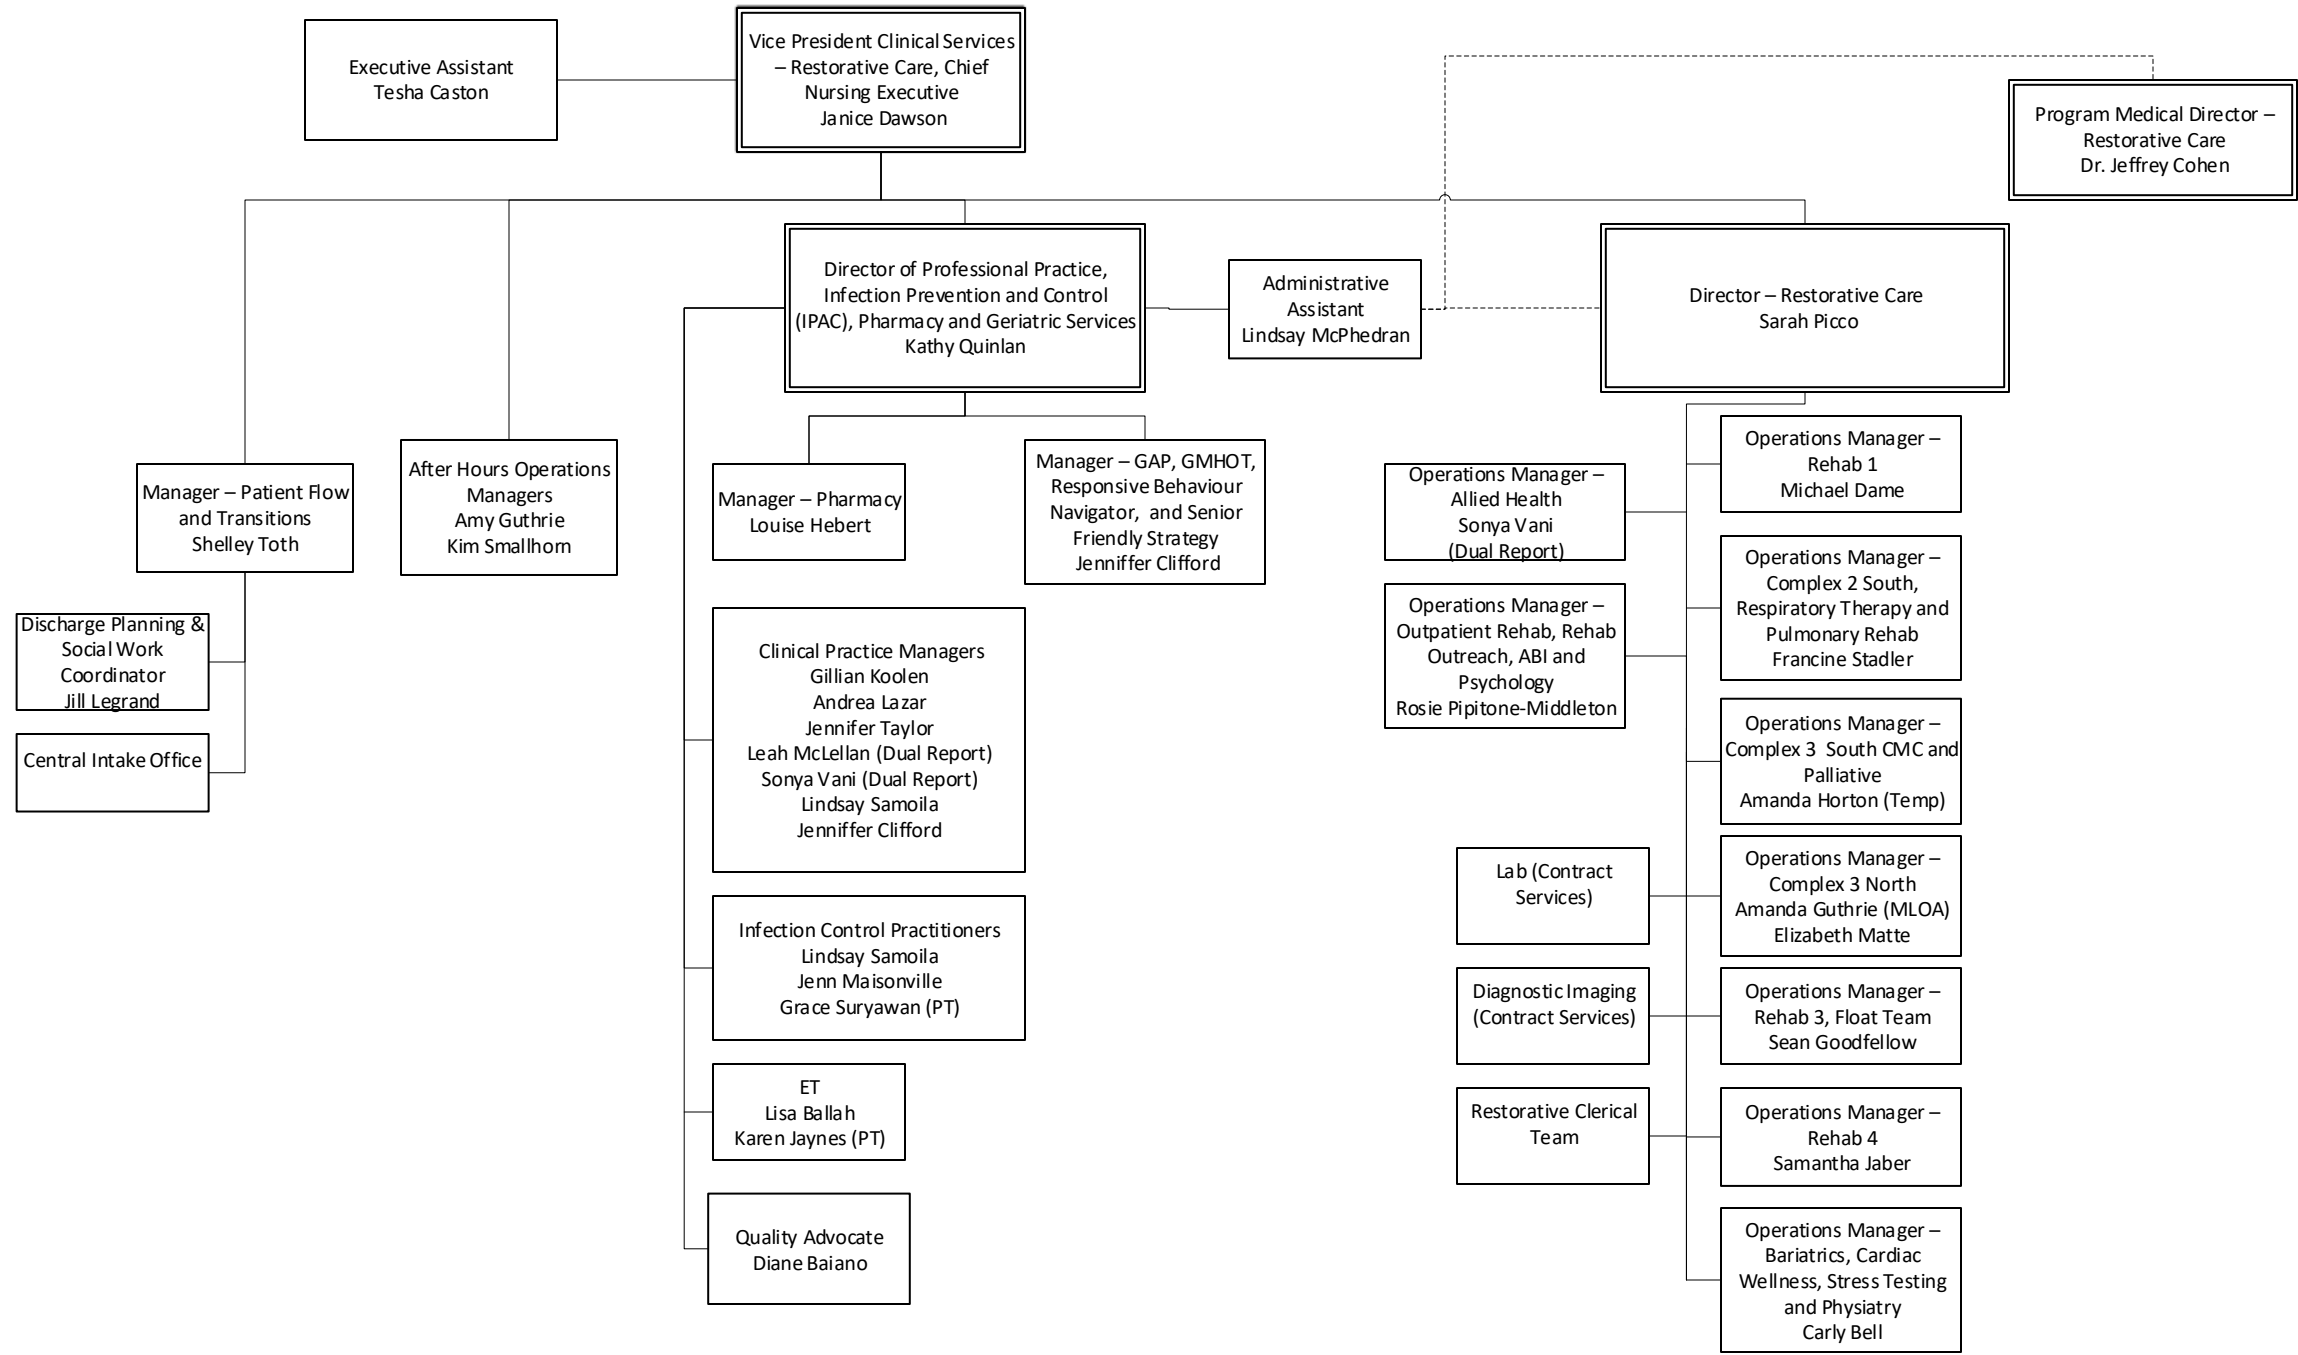 Executive Assistant
Tesha Caston
Vice President Clinical Services
– Restorative Care, Chief
Nursing Executive
Janice Dawson
Program Medical Director –
Restorative Care
Dr. Jeffrey Cohen
Director of Professional Practice,
Infection Prevention and Control
(IPAC), Pharmacy and Geriatric Services
Kathy Quinlan
Administrative
Assistant
Lindsay McPhedran
Director – Restorative Care
Sarah Picco
Manager – Patient Flow
and Transitions
Shelley Toth
After Hours Operations
Managers
Amy Guthrie
Kim Smallhorn
Manager – Pharmacy
Louise Hebert
Manager – GAP, GMHOT,
Responsive Behaviour
Navigator,  and Senior
Friendly Strategy
Jenniffer Clifford
Discharge Planning &
Social Work
Coordinator
Jill Legrand
Central Intake Office
Clinical Practice Managers
Gillian Koolen
Andrea Lazar
Jennifer Taylor
Leah McLellan (Dual Report)
Sonya Vani (Dual Report)
Lindsay Samoila
Jenniffer Clifford
Infection Control Practitioners
Lindsay Samoila
Jenn Maisonville
Grace Suryawan (PT)
ET
Lisa Ballah
Karen Jaynes (PT)
Quality Advocate
Diane Baiano
Operations Manager –
Allied Health
Sonya Vani
(Dual Report)
Operations Manager –
Outpatient Rehab, Rehab
Outreach, ABI and
Psychology
Rosie Pipitone-Middleton
Lab (Contract
Services)
Diagnostic Imaging
(Contract Services)
Restorative Clerical
Team
Operations Manager –
Rehab 1
Michael Dame
Operations Manager –
Complex 2 South,
Respiratory Therapy and
Pulmonary Rehab
Francine Stadler
Operations Manager –
Complex 3  South CMC and
Palliative
Amanda Horton (Temp)
Operations Manager –
Complex 3 North
Amanda Guthrie (MLOA)
Elizabeth Matte
Operations Manager –
Rehab 3, Float Team
Sean Goodfellow
Operations Manager –
Rehab 4
Samantha Jaber
Operations Manager –
Bariatrics, Cardiac
Wellness, Stress Testing
and Physiatry
Carly Bell